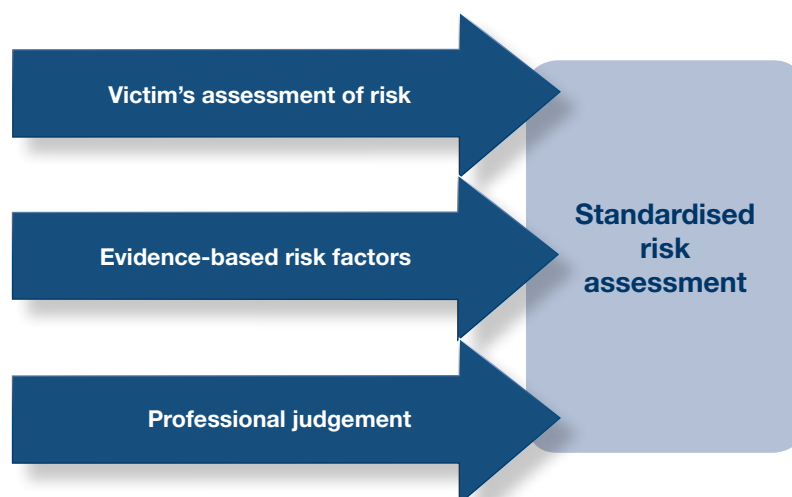 Victim’s assessment of risk
Evidence-based risk factors
Professional judgement
Standardised
risk
assessment